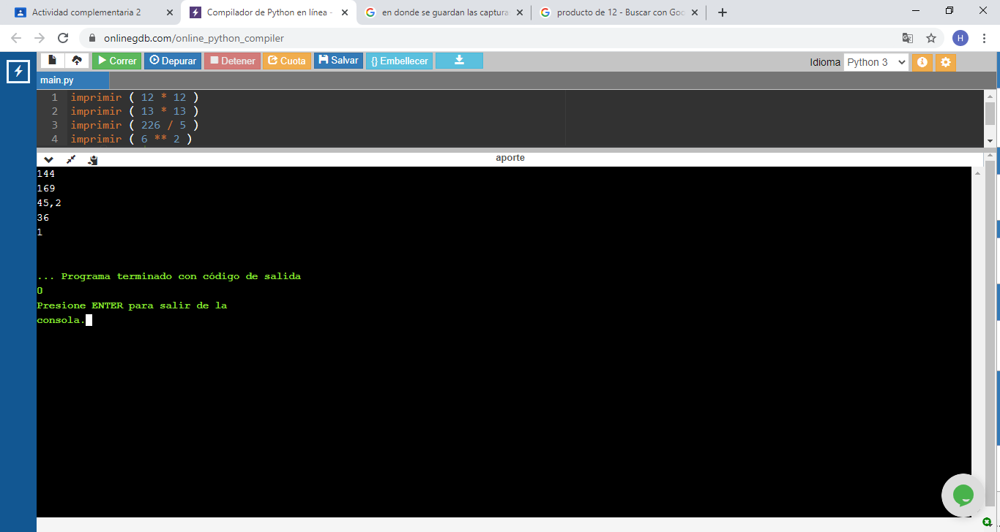 Actividad complementaria 2
Compilador de Python en línea -
en donde se guardan las captura
producto de 12 - Buscar con Goo
onlinegdb.com/online_python_compiler
H
Correr
Depurar
Detener
Cuota
Salvar
{} Embellecer
Idioma
Python 3
main.py
1 imprimir ( 12 * 12 )
2 imprimir ( 13 * 13 )
3 imprimir ( 226 / 5 )
4 imprimir ( 6 ** 2 )
aporte
144
169
45,2
36
1
... Programa terminado con código de salida
0
Presione ENTER para salir de la
consola.